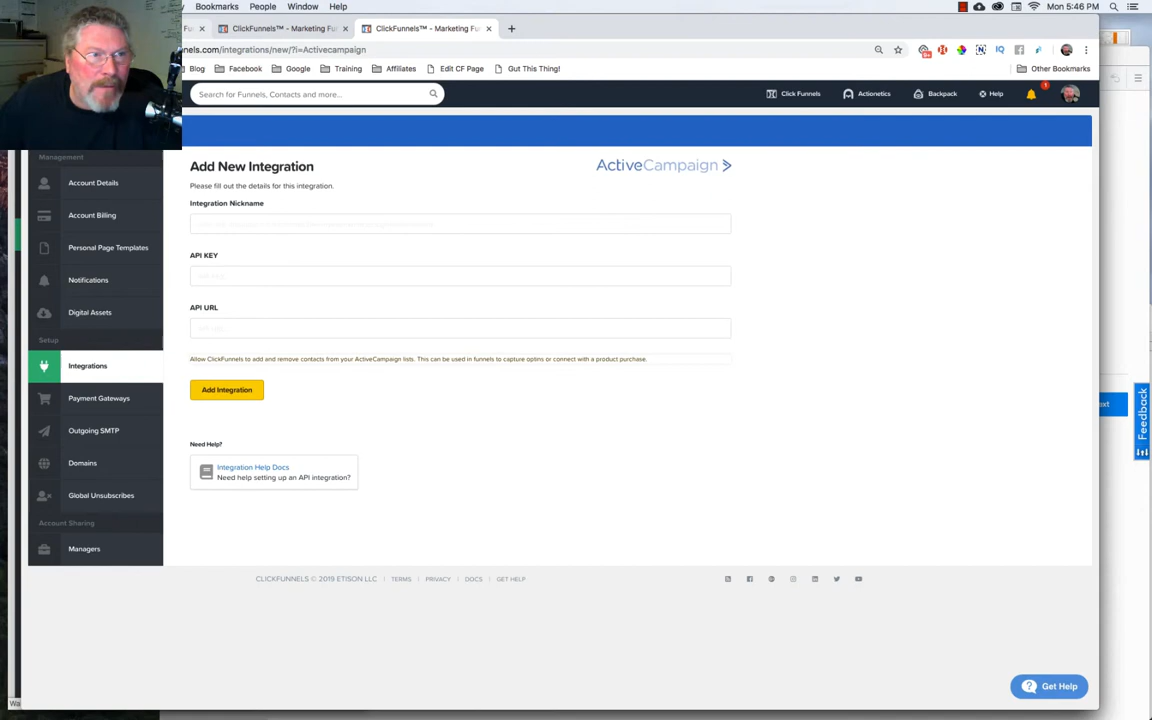 Bookmarks People Window Help
Mon 5:46 PM
ClickFunnels™ - Marketing Fu
ClickFunnels™ - Marketing Fu
nels.com/integrations/new/?i=Activecampaign
Blog Facebook Google Training Affiliates Edit CF Page Gut This Thing! Other Bookmarks
Search for Funnels, Contacts and more...
Click Funnels Actionetics Backpack Help 1
Management
Account Details
Account Billing
Personal Page Templates
Notifications
Digital Assets
Setup
Integrations
Payment Gateways
Outgoing SMTP
Domains
Global Unsubscribes
Account Sharing
Managers
Add New Integration
ActiveCampaign >
Please fill out the details for this integration.
Integration Nickname
API KEY
API URL
Allow ClickFunnels to add and remove contacts from your ActiveCampaign lists. This can be used in funnels to capture optins or connect with a product purchase.
Add Integration
Need Help?
Integration Help Docs
Need help setting up an API integration?
CLICKFUNNELS © 2019 ETISON LLC | TERMS | PRIVACY | DOCS | GET HELP
Feedback
Get Help